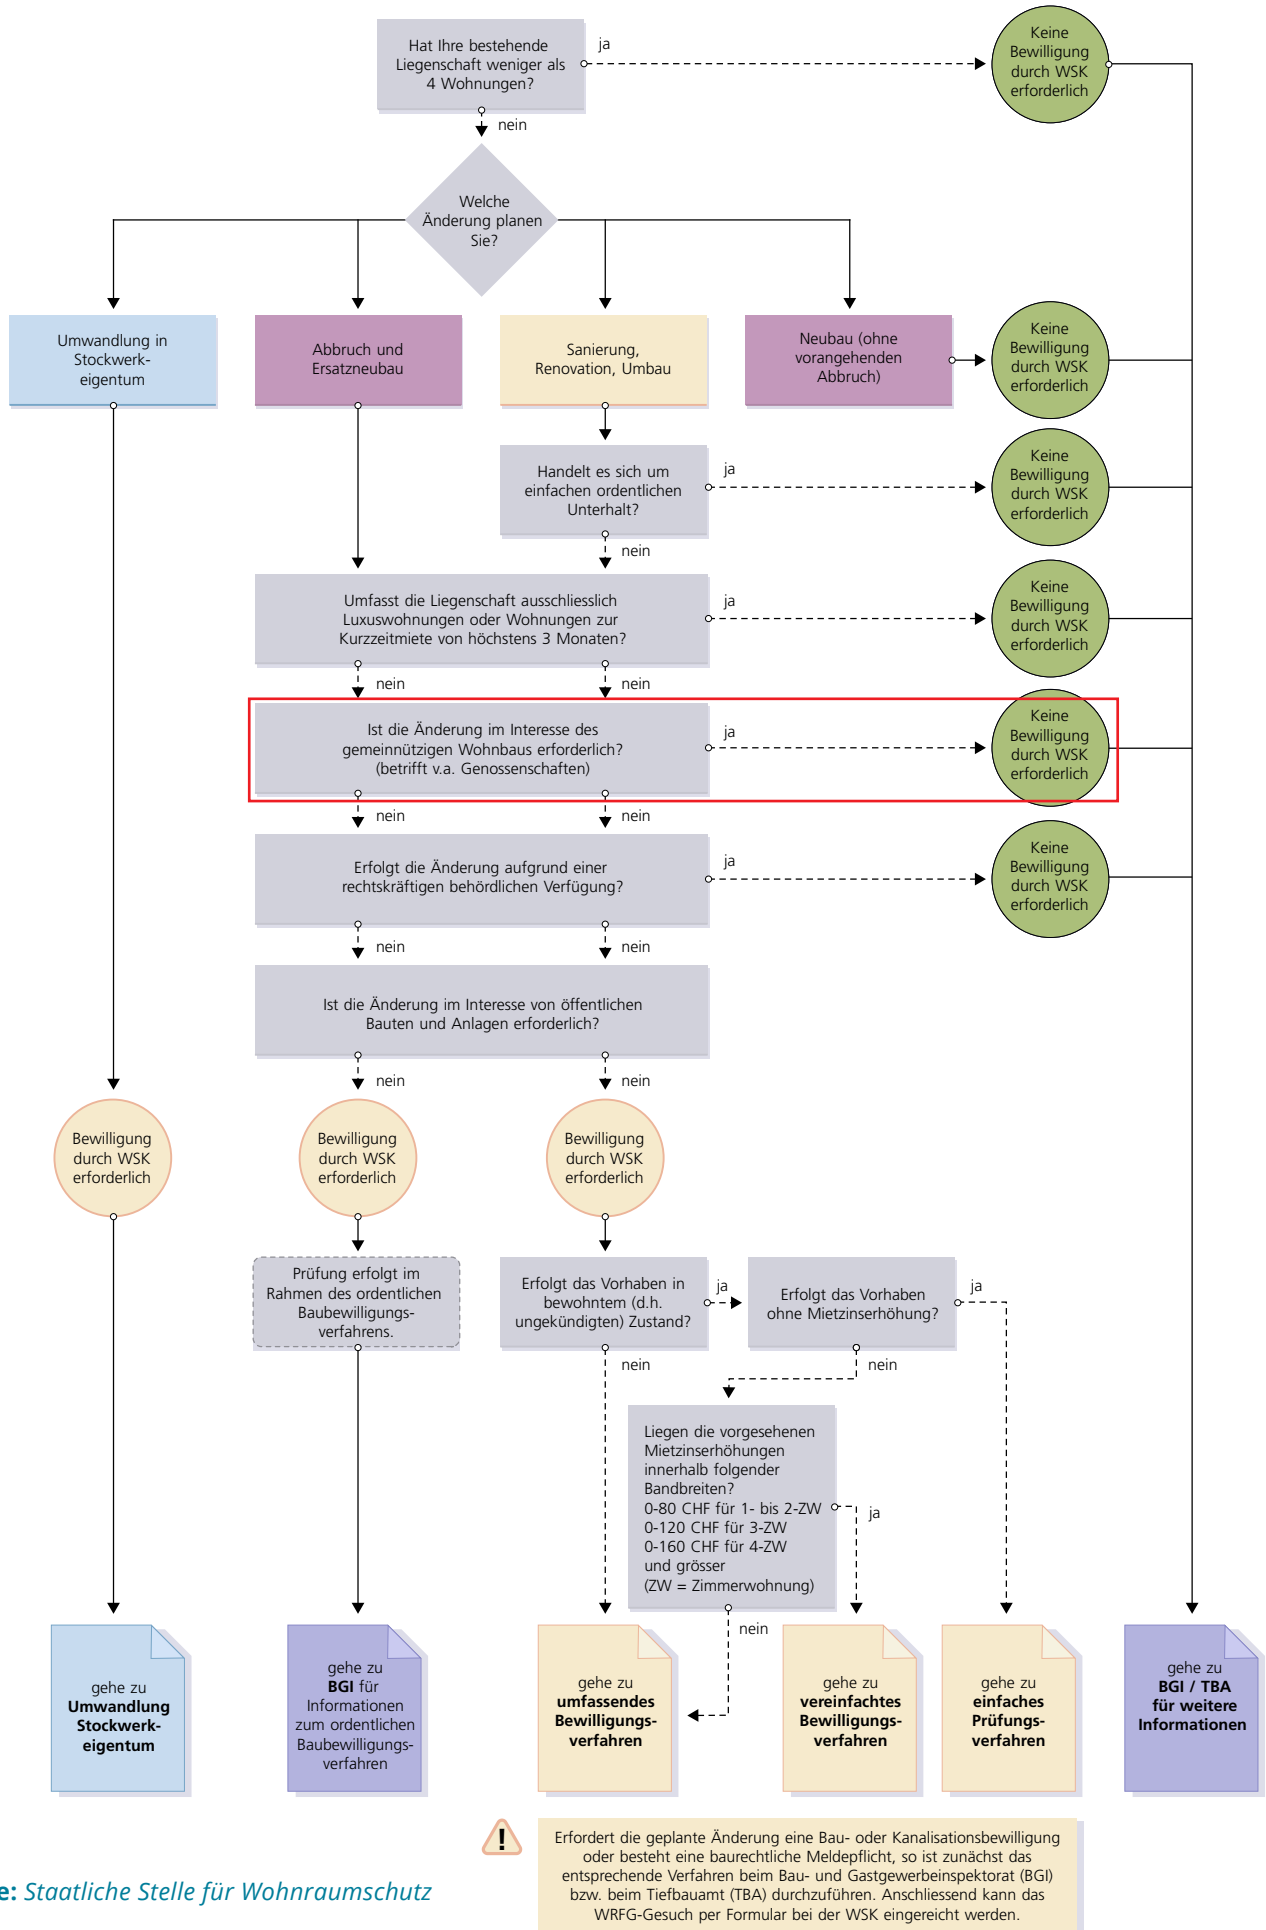 Hat Ihre bestehende
Liegenschaft weniger als
4 Wohnungen?
ja
Keine
Bewilligung
durch WSK
erforderlich
nein
Welche
Änderung planen
Sie?
Umwandlung in
Stockwerk-
eigentum
Abbruch und
Ersatzneubau
Sanierung,
Renovation, Umbau
Neubau (ohne
vorangehenden
Abbruch)
Keine
Bewilligung
durch WSK
erforderlich
Handelt es sich um
einfachen ordentlichen
Unterhalt?
ja
Keine
Bewilligung
durch WSK
erforderlich
nein
Umfasst die Liegenschaft ausschliesslich
Luxuswohnungen oder Wohnungen zur
Kurzzeitmiete von höchstens 3 Monaten?
ja
Keine
Bewilligung
durch WSK
erforderlich
nein
nein
Ist die Änderung im Interesse des
gemeinnützigen Wohnbaus erforderlich?
(betrifft v.a. Genossenschaften)
ja
Keine
Bewilligung
durch WSK
erforderlich
nein
nein
Erfolgt die Änderung aufgrund einer
rechtskräftigen behördlichen Verfügung?
ja
Keine
Bewilligung
durch WSK
erforderlich
nein
nein
Ist die Änderung im Interesse von öffentlichen
Bauten und Anlagen erforderlich?
nein
nein
Bewilligung
durch WSK
erforderlich
Bewilligung
durch WSK
erforderlich
Bewilligung
durch WSK
erforderlich
Prüfung erfolgt im
Rahmen des ordentlichen
Baubewilligungs-
verfahrens.
Erfolgt das Vorhaben in
bewohntem (d.h.
ungekündigten) Zustand?
ja
Erfolgt das Vorhaben
ohne Mietzinserhöhung?
ja
nein
nein
Liegen die vorgesehenen
Mietzinserhöhungen
innerhalb folgender
Bandbreiten?
0-80 CHF für 1- bis 2-ZW
0-120 CHF für 3-ZW
0-160 CHF für 4-ZW
und grösser
(ZW = Zimmerwohnung)
ja
nein
gehe zu
Umwandlung
Stockwerk-
eigentum
gehe zu
BGI für
Informationen
zum ordentlichen
Baubewilligungs-
verfahren
gehe zu
umfassendes
Bewilligungs-
verfahren
gehe zu
vereinfachtes
Bewilligungs-
verfahren
gehe zu
einfaches
Prüfungs-
verfahren
gehe zu
BGI / TBA
für weitere
Informationen
!
Erfordert die geplante Änderung eine Bau- oder Kanalisationsbewilligung
oder besteht eine baurechtliche Meldepflicht, so ist zunächst das
entsprechende Verfahren beim Bau- und Gastgewerbeinspektorat (BGI)
bzw. beim Tiefbauamt (TBA) durchzuführen. Anschliessend kann das
WRFG-Gesuch per Formular bei der WSK eingereicht werden.
e: Staatliche Stelle für Wohnraumschutz